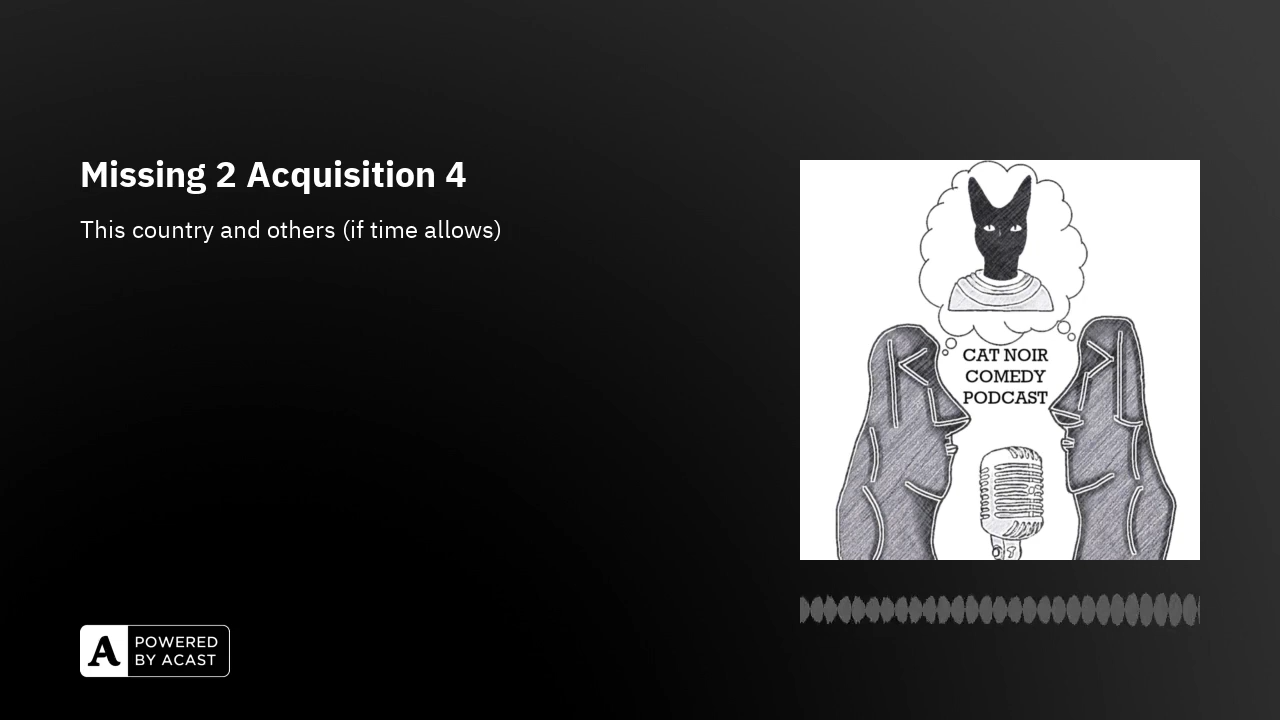 Missing 2 Acquisition 4
This country and others (if time allows)
CAT NOIR
COMEDY
PODCAST
A POWERED
BY ACAST